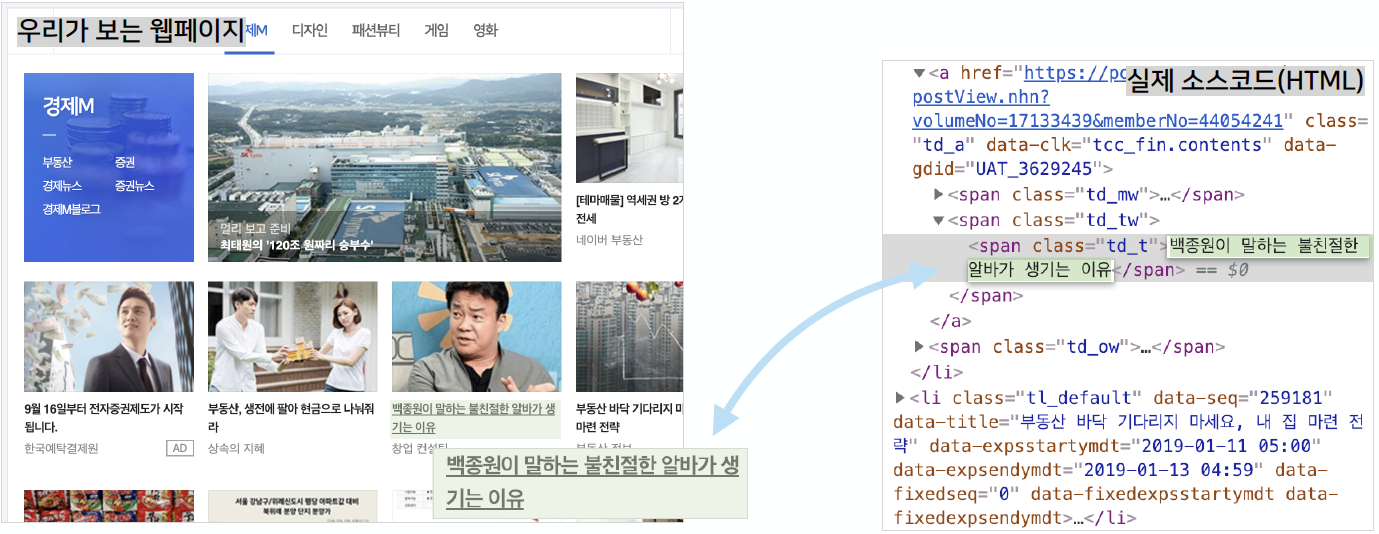 우리가 보는 웹페이지
제M 디자인 패션뷰티 게임 영화
경제M
부동산 증권
경제뉴스 증권뉴스
경제M블로그
SK
멀리 보고 준비
최태원의 '120조 원짜리 승부수'
[테마매물] 역세권 방 2
전세
네이버 부동산
9월 16일부터 전자증권제도가 시작
됩니다.
한국예탁결제원 AD
부동산, 생전에 팔아 현금으로 나눠줘
라
상속의 지혜
백종원이 말하는 불친절한 알바가 생
기는 이유
창업 컨설팅
부동산 바닥 기다리지 마
마련 전략
부동산 정보
백종원이 말하는 불친절한 알바가 생
기는 이유
서울 강남구/위례신도시 평당 아파트값 대비
북위례 분양 단지 분양가
실제 소스코드(HTML)
▼<a href="https://po
postView.nhn?
volumeNo=17133439&memberNo=44054241" class=
"td_a" data-clk="tcc_fin.contents" data-
gdid="UAT_3629245">
▶<span class="td_mw">…</span>
▼<span class="td_tw">
<span class="td_t">백종원이 말하는 불친절한
알바가 생기는 이유</span> == $0
</span>
</a>
▶<span class="td_ow">…</span>
</li>
▶<li class="tl_default" data-seq="259181"
data-title="부동산 바닥 기다리지 마세요, 내 집 마련 전
략" data-expsstartymdt="2019-01-11 05:00"
data-expsendymdt="2019-01-13 04:59" data-
fixedseq="0" data-fixedexpsstartymdt data-
fixedexpsendymdt>…</li>